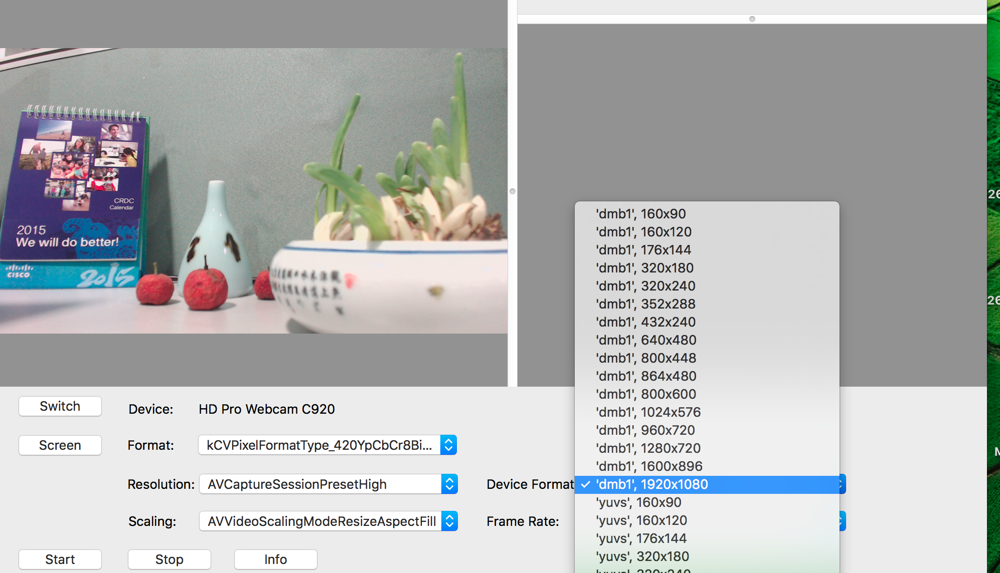 CRDC
Calendar
2015
We will do better!
CISCO
2015
'dmb1', 160x90
'dmb1', 160x120
'dmb1', 176x144
'dmb1', 320x180
'dmb1', 320x240
'dmb1', 352x288
'dmb1', 432x240
'dmb1', 640x480
'dmb1', 800x448
'dmb1', 864x480
'dmb1', 800x600
'dmb1', 1024x576
'dmb1', 960x720
'dmb1', 1280x720
'dmb1', 1600x896
✓ 'dmb1', 1920x1080
'yuvs', 160x90
'yuvs', 160x120
'yuvs', 176x144
'yuvs', 320x180
'yuvs', 320x240
Switch
Device: HD Pro Webcam C920
Screen
Format: kCVPixelFormatType_420YpCbCr8Bi...
Resolution: AVCaptureSessionPresetHigh
Device Format
Scaling: AVVideoScalingModeResizeAspectFill
Frame Rate:
Start
Stop
Info
26
26